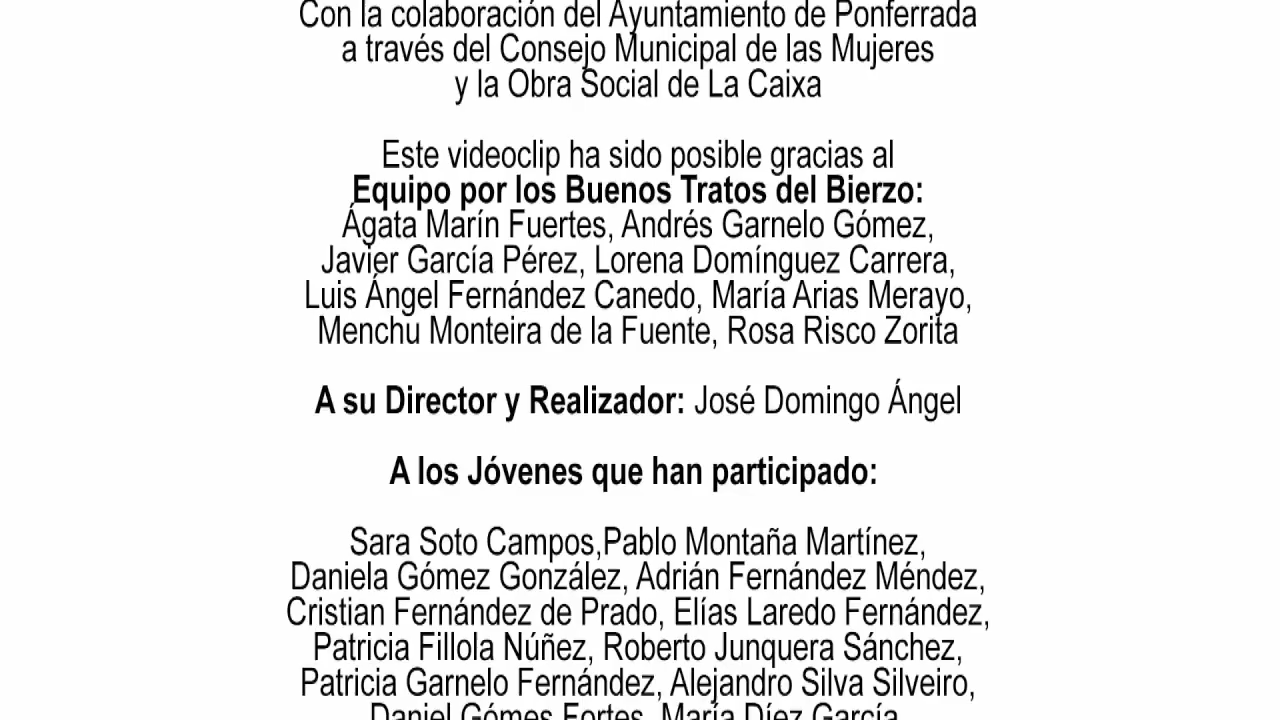 Con la colaboración del Ayuntamiento de Ponferrada
a través del Consejo Municipal de las Mujeres
y la Obra Social de La Caixa
Este videoclip ha sido posible gracias al
Equipo por los Buenos Tratos del Bierzo:
Ágata Marín Fuertes, Andrés Garnelo Gómez,
Javier García Pérez, Lorena Domínguez Carrera,
Luis Ángel Fernández Canedo, María Arias Merayo,
Menchu Monteira de la Fuente, Rosa Risco Zorita
A su Director y Realizador: José Domingo Ángel
A los Jóvenes que han participado:
Sara Soto Campos,Pablo Montaña Martínez,
Daniela Gómez González, Adrián Fernández Méndez,
Cristian Fernández de Prado, Elías Laredo Fernández,
Patricia Fillola Núñez, Roberto Junquera Sánchez,
Patricia Garnelo Fernández, Alejandro Silva Silveiro,
Daniel Gómes Fortes, María Díez García